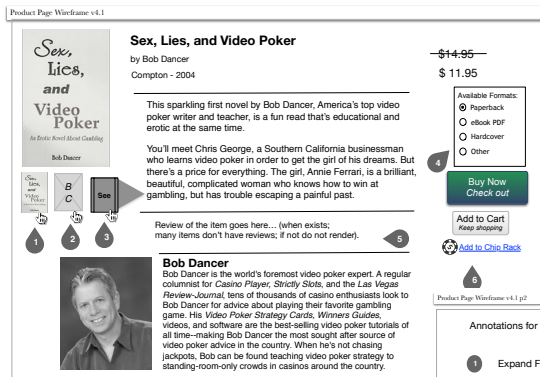 Product Page Wireframe v4.1
Sex,
Lies,
and
Video
Poker
An Erotic Novel About Gambling
Bob Dancer
Sex, Lies, and Video Poker
by Bob Dancer
Compton - 2004
$14.95
$ 11.95
This sparkling first novel by Bob Dancer, America's top video
poker writer and teacher, is a fun read that's educational and
erotic at the same time.
You'll meet Chris George, a Southern California businessman
who learns video poker in order to get the girl of his dreams. But
there's a price for everything. The girl, Annie Ferrari, is a brilliant,
beautiful, complicated woman who knows how to win at
gambling, but has trouble escaping a painful past.
Available Formats:
Paperback
eBook PDF
Hardcover
Other
4
Buy Now
Check out
Sex,
Lies,
and
Video
Poker
B
C
See
1
2
3
Add to Cart
Keep shopping
$ Add to Chip Rack
Review of the item goes here... (when exists;
many items don't have reviews; if not do not render).
5
6
Bob Dancer
Bob Dancer is the world's foremost video poker expert. A regular
columnist for Casino Player, Strictly Slots, and the Las Vegas
Review-Journal, tens of thousands of casino enthusiasts look to
Bob Dancer for advice about playing their favorite gambling
game. His Video Poker Strategy Cards, Winners Guides,
videos, and software are the best-selling video poker tutorials of
all time--making Bob Dancer the most sought after source of
video poker advice in the country. When he's not chasing
jackpots, Bob can be found teaching video poker strategy to
standing-room-only crowds in casinos around the country.
Product Page Wireframe v4.1 p2
Annotations for
1 Expand F